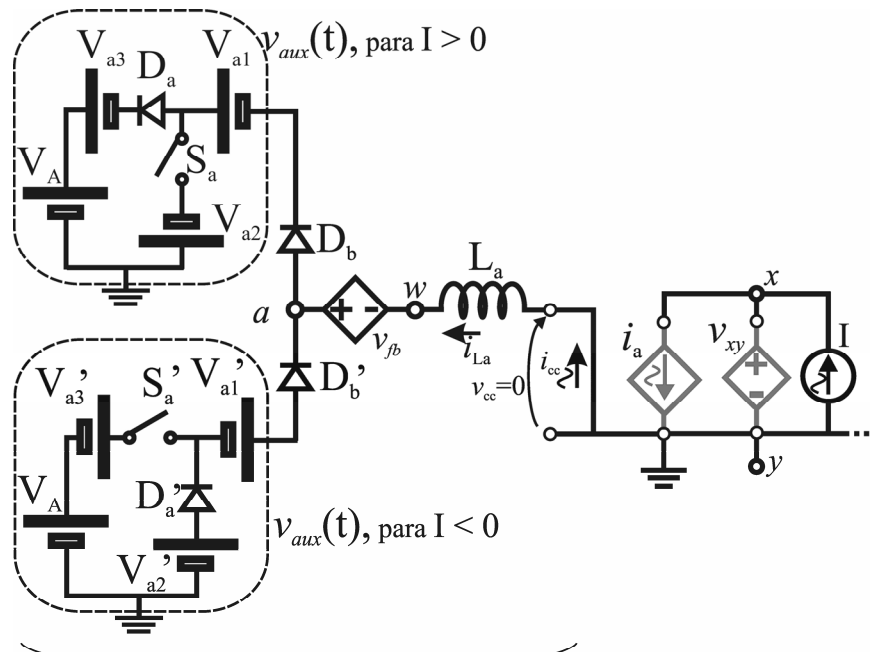 v_aux(t), para I > 0
V_a3
D_a
V_a1
V_A
S_a
V_a2
D_b
a
+ -
v_fb
w
L_a
i_La
v_cc=0
i_cc
x
i_a
v_xy
+
-
I
y
D_b'
V_a3'
S_a'
V_a1'
V_A
D_a'
V_a2'
v_aux(t), para I < 0